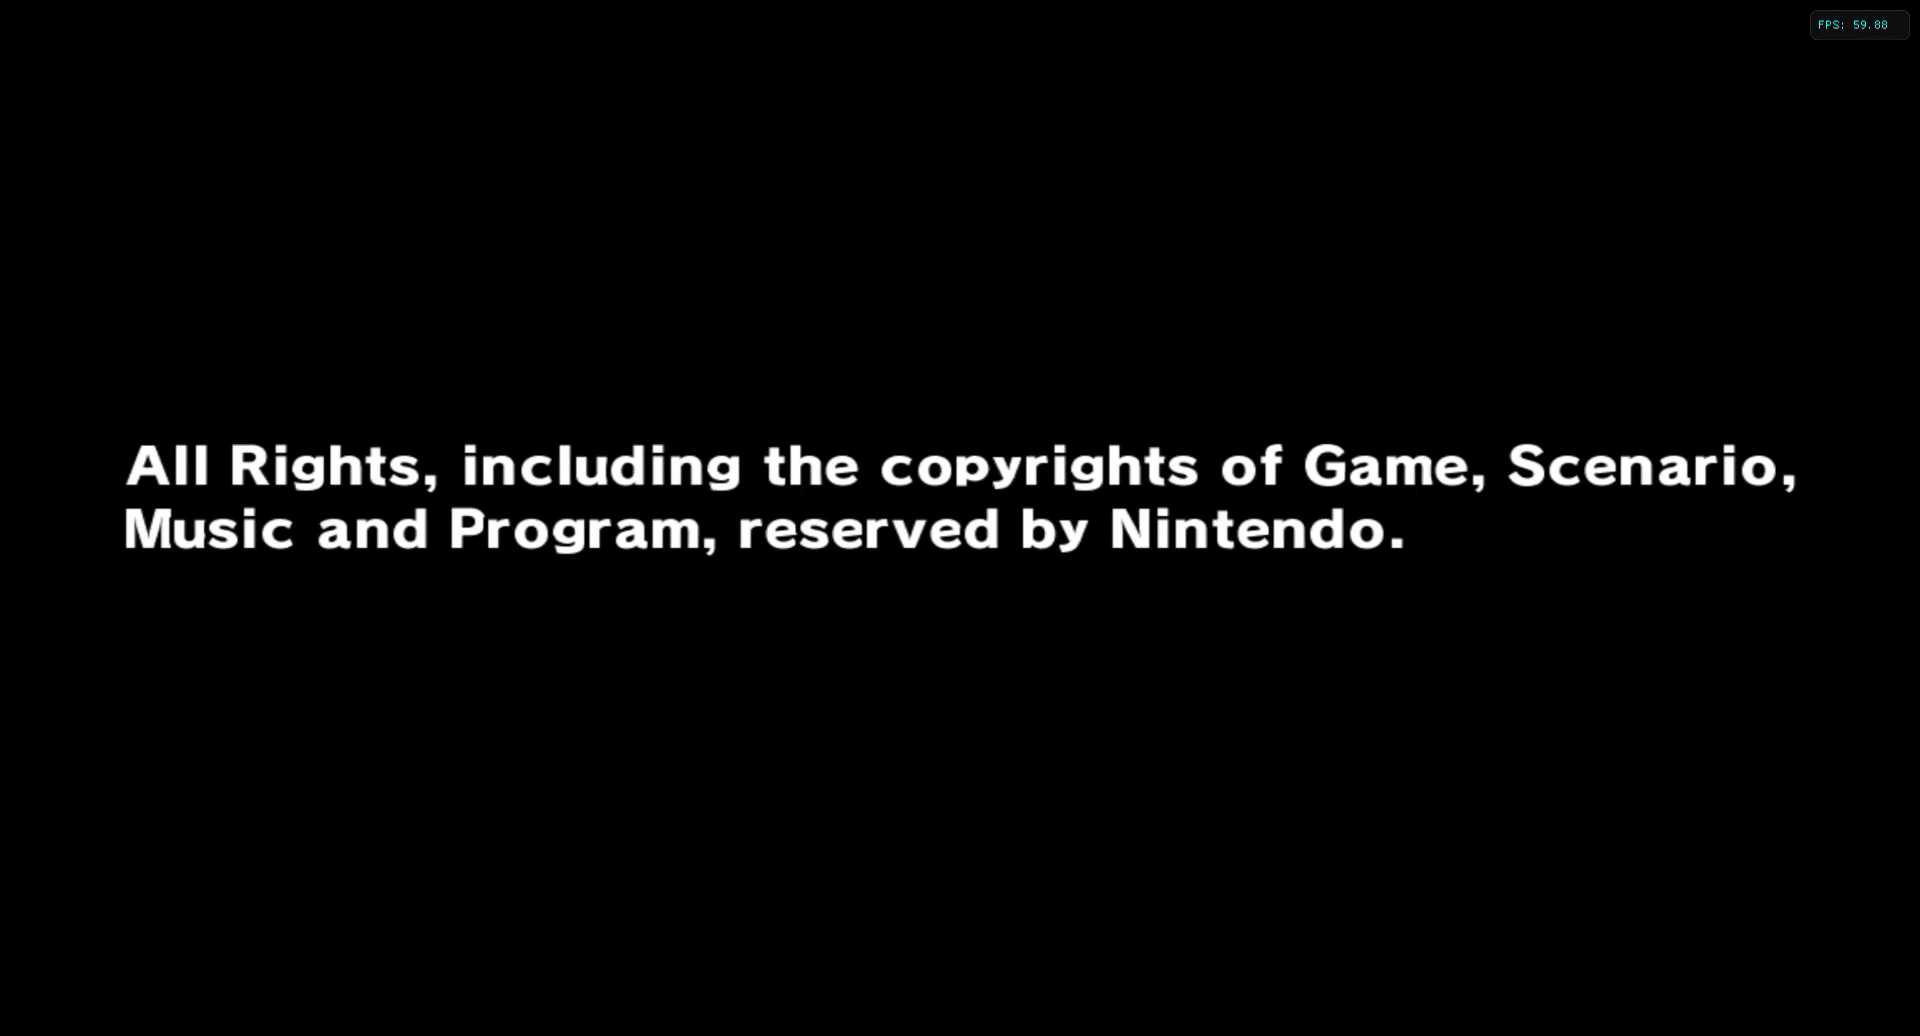 FPS: 59.88
All Rights, including the copyrights of Game, Scenario,
Music and Program, reserved by Nintendo.